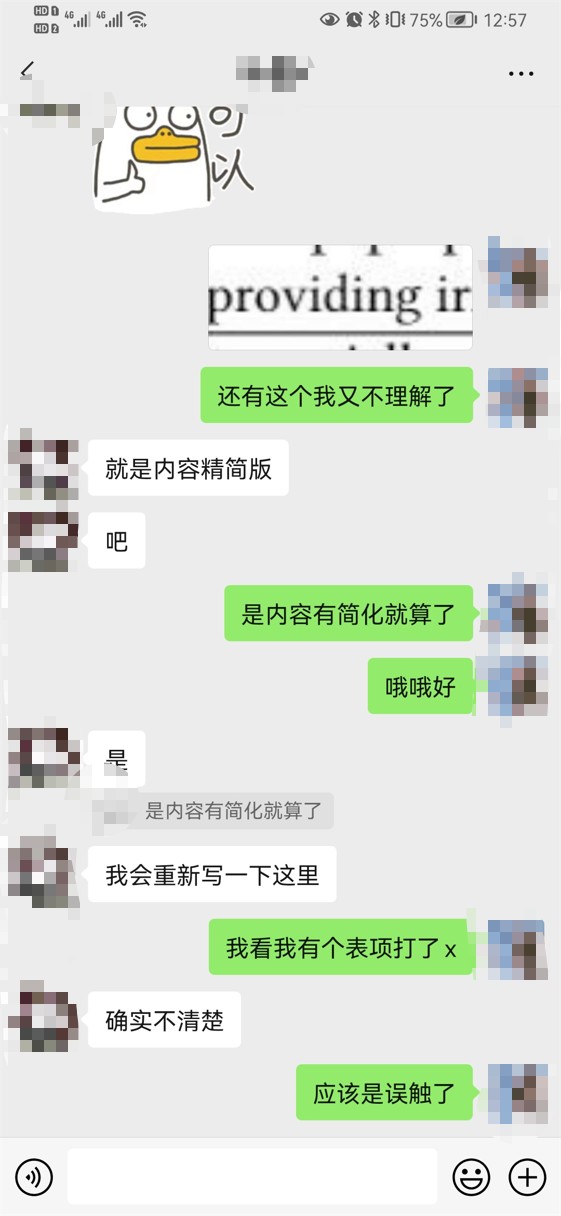 HD 1 4G 4G 75% 12:57
HD 2
可
以
providing
还有这个我又不理解了
就是内容精简版
吧
是内容有简化就算了
哦哦好
是
是内容有简化就算了
我会重新写一下这里
我看我有个表项打了 x
确实不清楚
应该是误触了